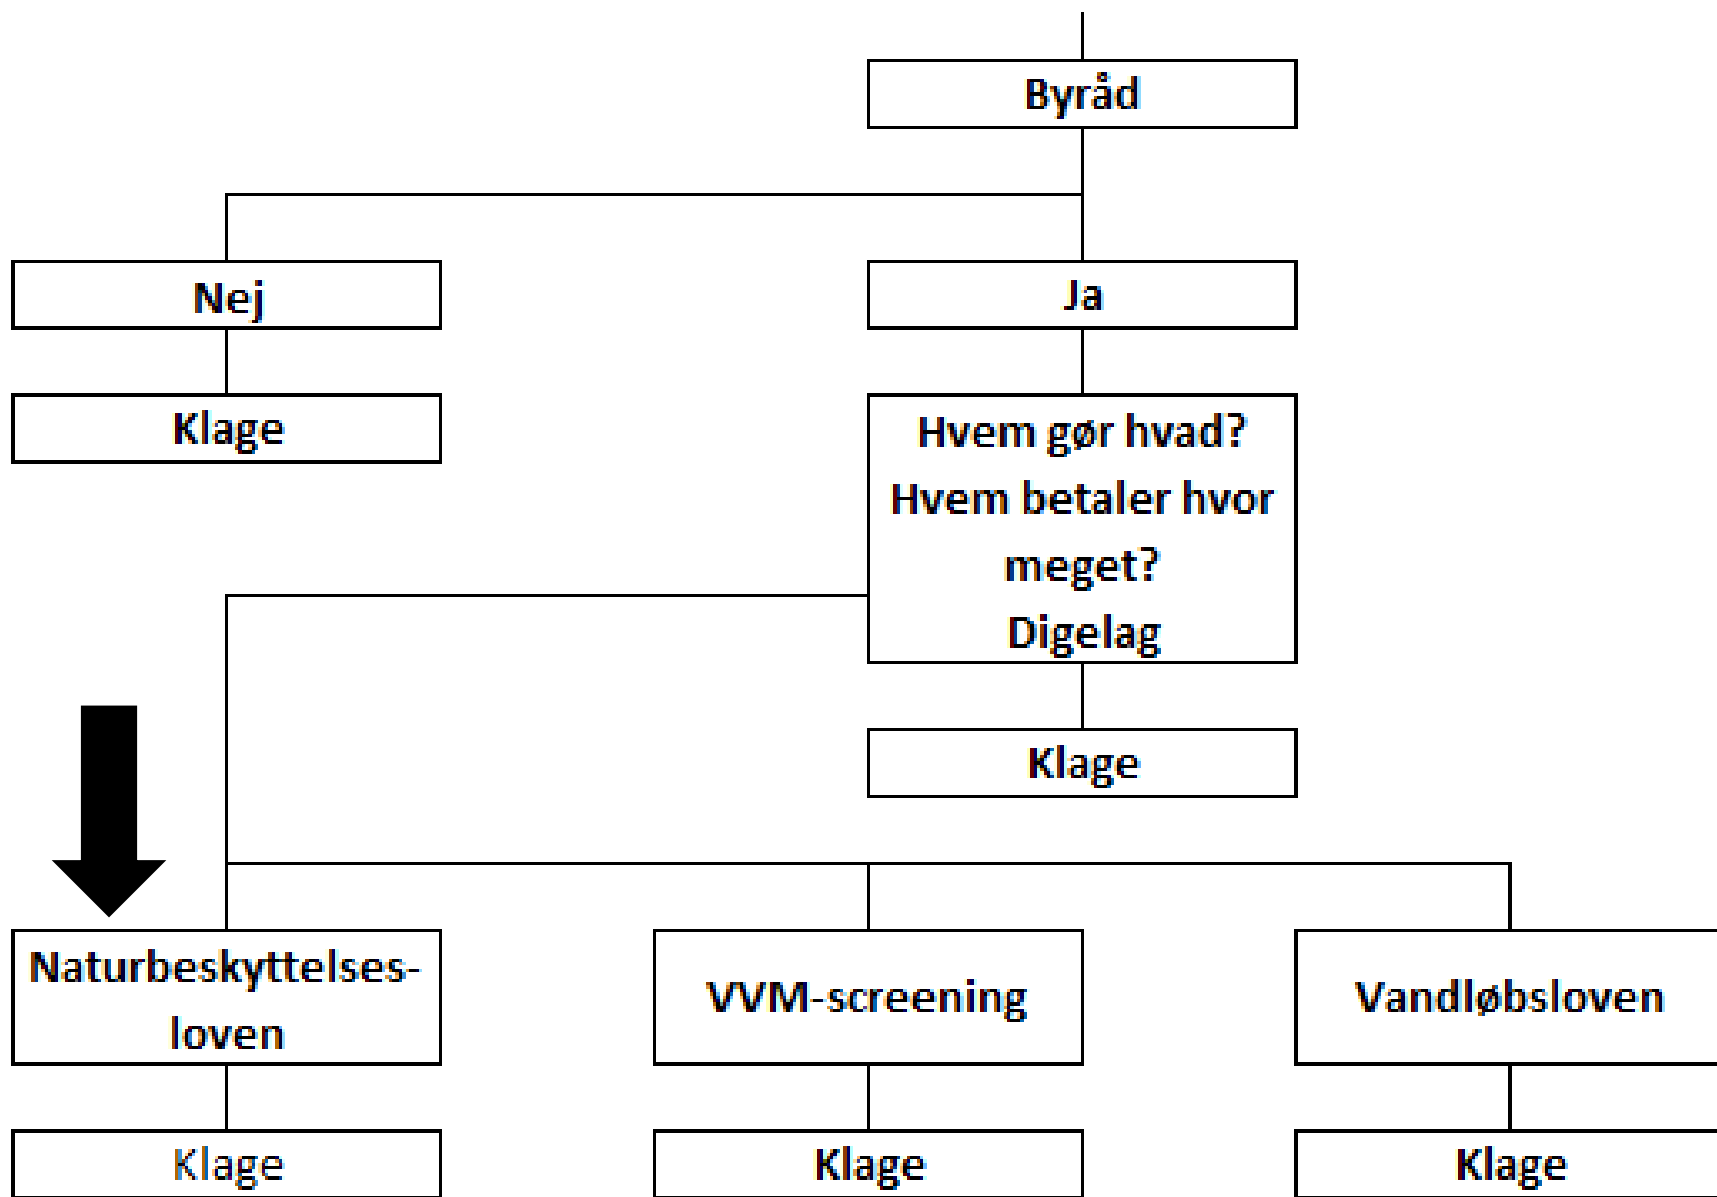 Byråd
Nej
Ja
Klage
Hvem gør hvad?
Hvem betaler hvor
meget?
Digelag
Klage
Naturbeskyttelses-
loven
VVM-screening
Vandløbsloven
Klage
Klage
Klage